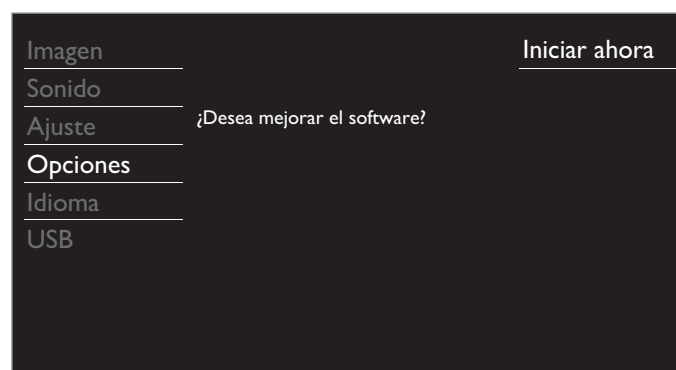 Imagen
Sonido
Ajuste
Opciones
Idioma
USB
¿Desea mejorar el software?
Iniciar ahora